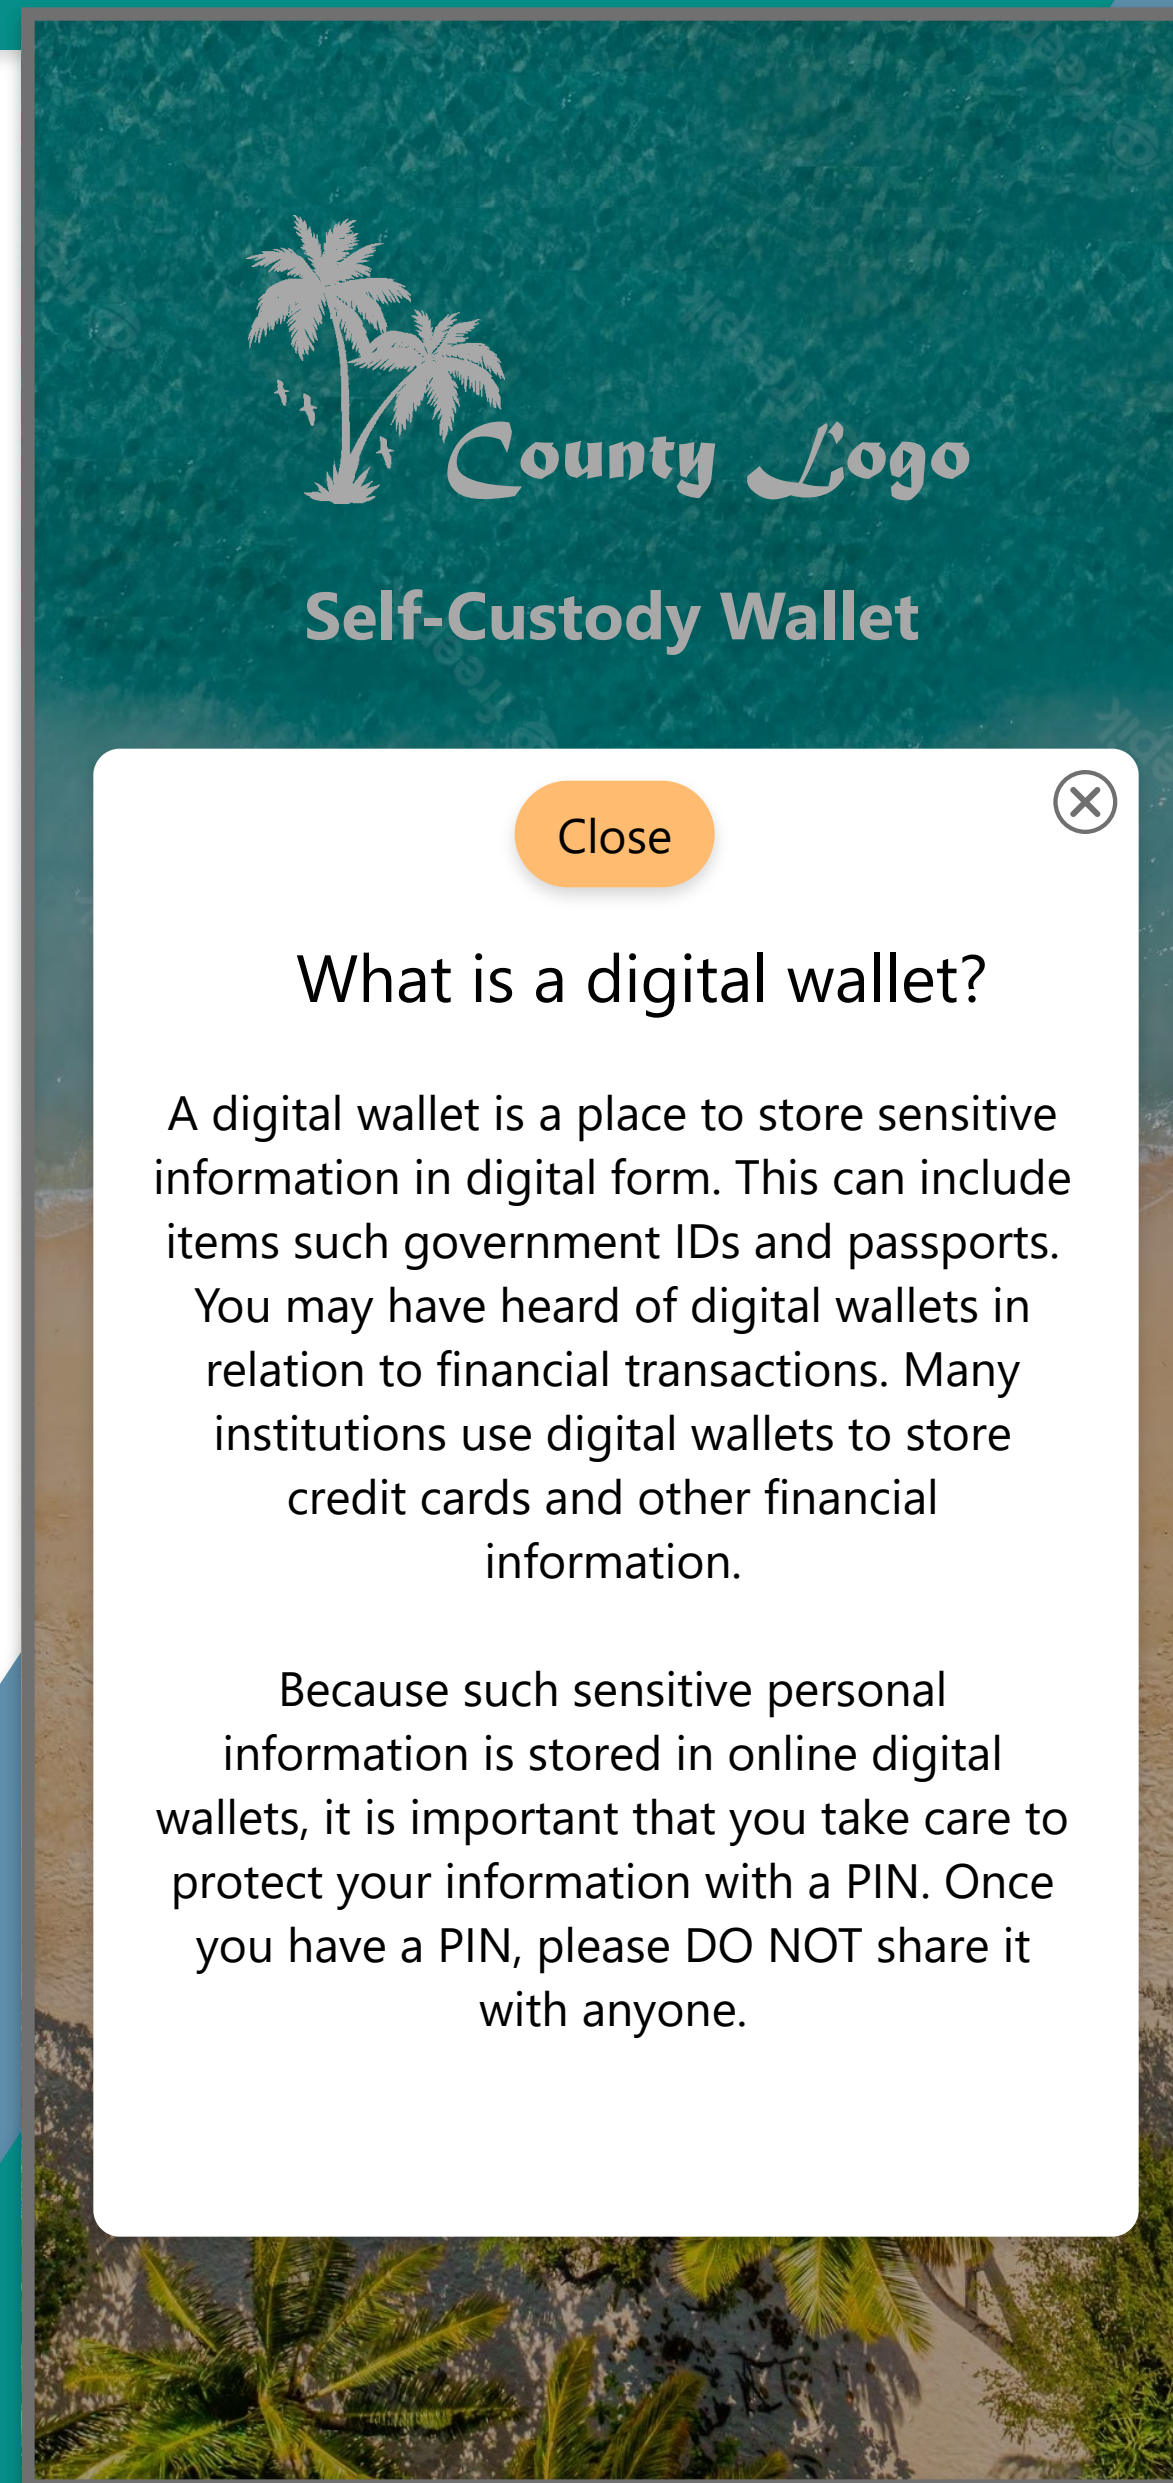 County Logo
Self-Custody Wallet
Close
What is a digital wallet?
A digital wallet is a place to store sensitive
information in digital form. This can include
items such government IDs and passports.
You may have heard of digital wallets in
relation to financial transactions. Many
institutions use digital wallets to store
credit cards and other financial
information.
Because such sensitive personal
information is stored in online digital
wallets, it is important that you take care to
protect your information with a PIN. Once
you have a PIN, please DO NOT share it
with anyone.